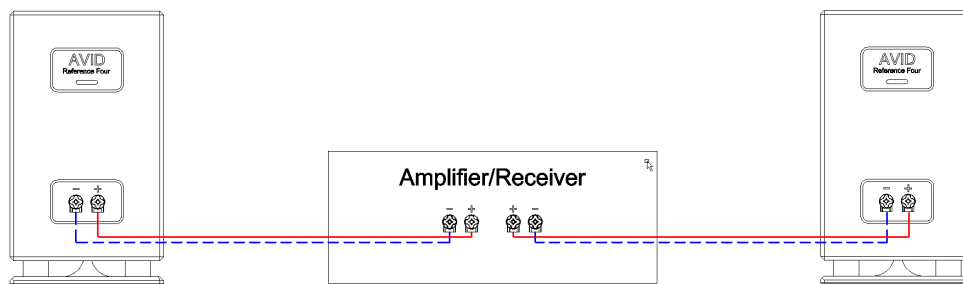 AVID
Reference Four
- +
Amplifier/Receiver
- + + -
AVID
Reference Four
- +